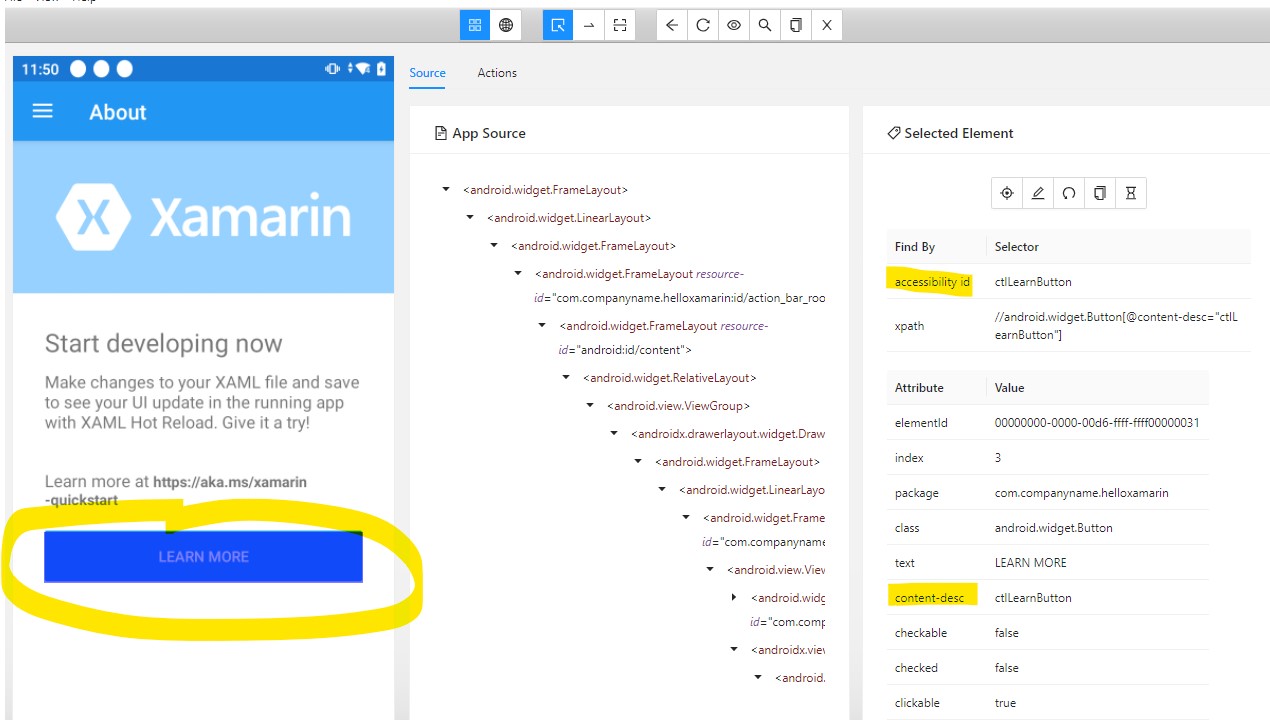 File View Help
11:50
About
Xamarin
Start developing now
Make changes to your XAML file and save
to see your UI update in the running app
with XAML Hot Reload. Give it a try!
Learn more at https://aka.ms/xamarin
-quickstart
LEARN MORE
Source Actions
App Source
<android.widget.FrameLayout>
<android.widget.LinearLayout>
<android.widget.FrameLayout>
<android.widget.FrameLayout resource-
id="com.companyname.helloxamarin:id/action_bar_roo
<android.widget.FrameLayout resource-
id="android:id/content">
<android.widget.RelativeLayout>
<android.view.ViewGroup>
<androidx.drawerlayout.widget.Draw
<android.widget.FrameLayout>
<android.widget.LinearLayo
<android.widget.Frame
id="com.companyname
<android.view.View
<android.widg
id="com.comp
<androidx.view
<android.
Selected Element
Find By Selector
accessibility id ctlLearnButton
xpath //android.widget.Button[@content-desc="ctlL
earnButton"]
Attribute Value
elementId 00000000-0000-00d6-ffff-ffff00000031
index 3
package com.companyname.helloxamarin
class android.widget.Button
text LEARN MORE
content-desc ctlLearnButton
checkable false
checked false
clickable true